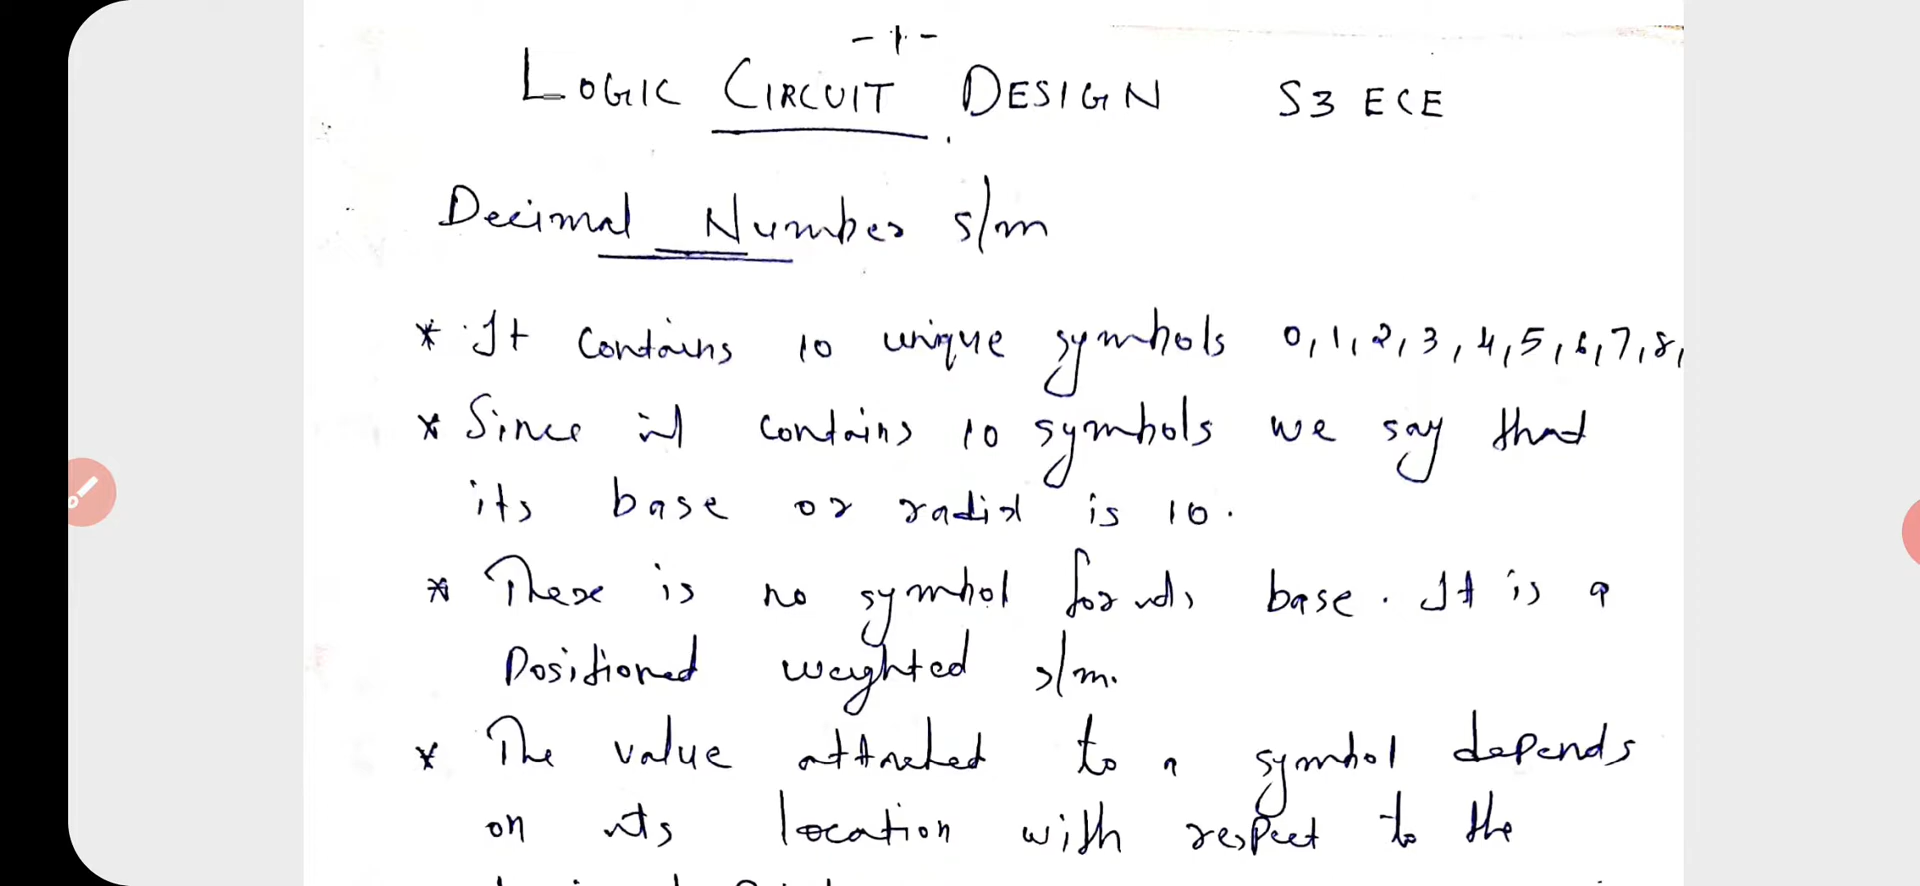 -1-
LOGIC CIRCUIT DESIGN S3 ECE
Decimal Number s/m
* It contains 10 unique symbols 0,1,2,3,4,5,6,7,8,
* Since it contains 10 symbols we say that
its base or radix is 10.
* There is no symbol for its base. It is a
Positioned weighted s/m.
* The value attached to a symbol depends
on its location with respect to the